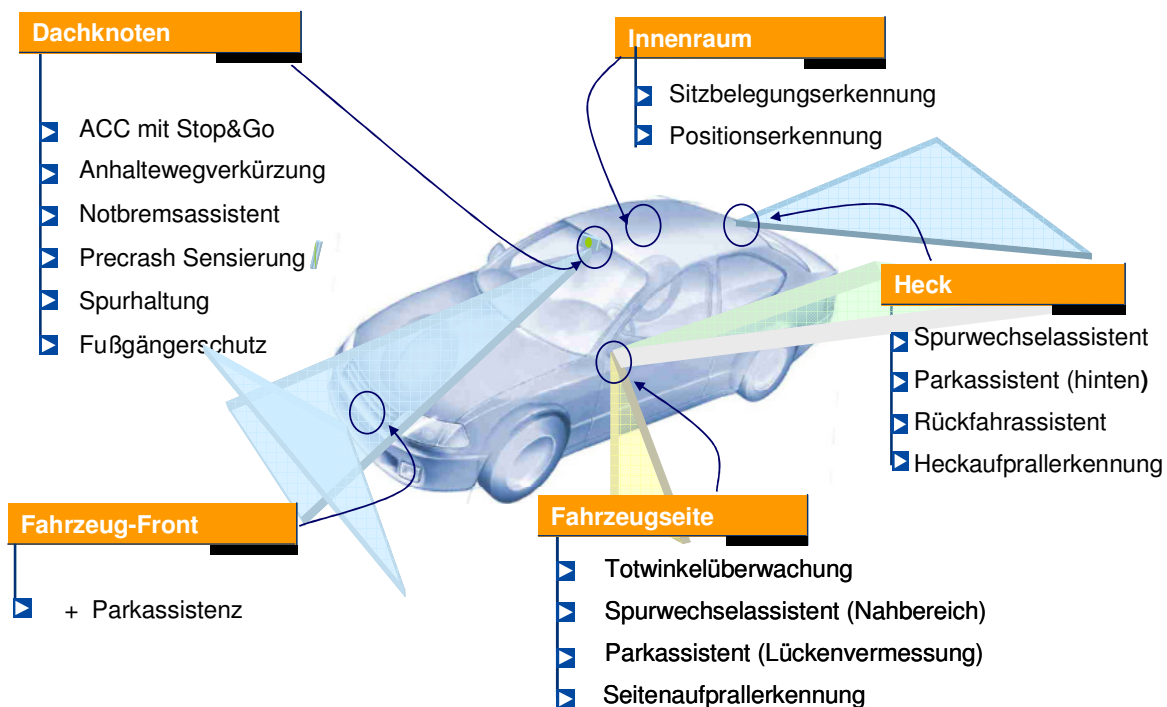 Dachknoten
ACC mit Stop&Go
Anhaltewegverkürzung
Notbremsassistent
Precrash Sensierung
Spurhaltung
Fußgängerschutz
Innenraum
Sitzbelegungserkennung
Positionserkennung
Heck
Spurwechselassistent
Parkassistent (hinten)
Rückfahrassistent
Heckaufprallerkennung
Fahrzeug-Front
+ Parkassistenz
Fahrzeugseite
Totwinkelüberwachung
Spurwechselassistent (Nahbereich)
Parkassistent (Lückenvermessung)
Seitenaufprallerkennung